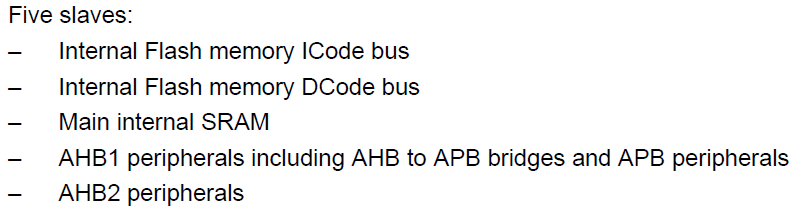 Five slaves:
– Internal Flash memory ICode bus
– Internal Flash memory DCode bus
– Main internal SRAM
– AHB1 peripherals including AHB to APB bridges and APB peripherals
– AHB2 peripherals